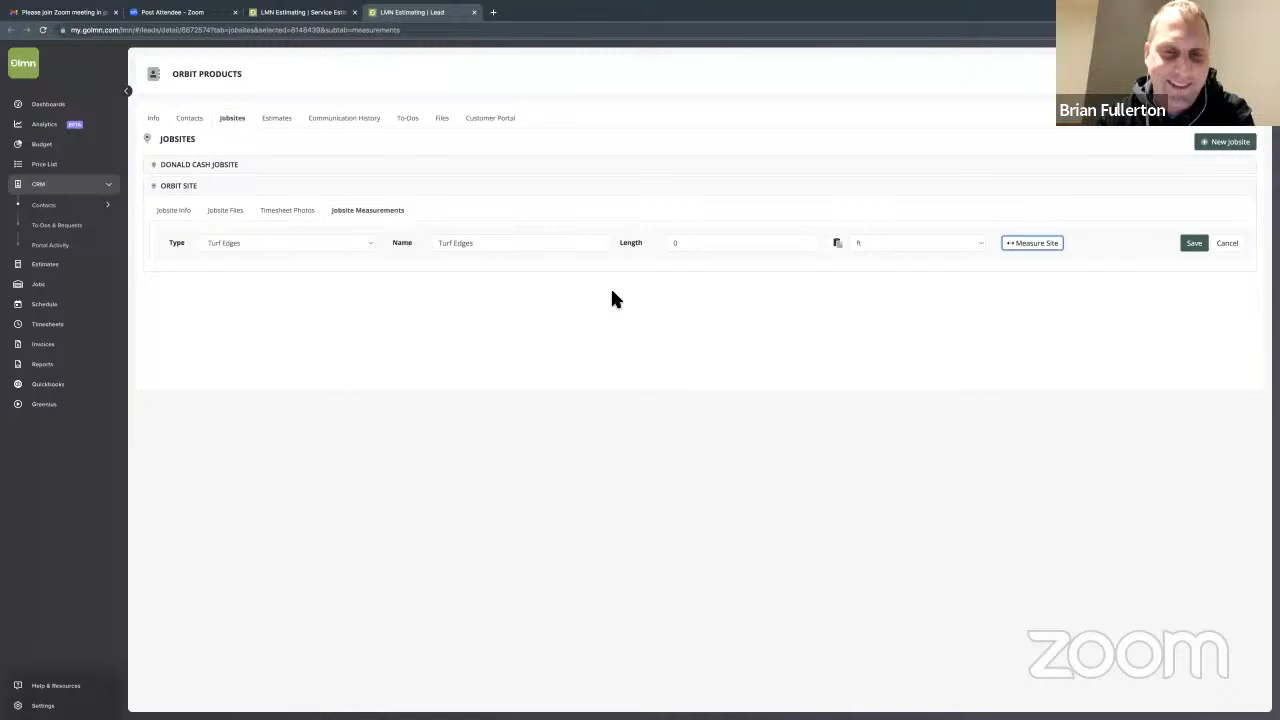 Please join Zoom meeting in p
Post Attendee - Zoom
LMN Estimating | Service Estim
LMN Estimating | Lead
my.golmn.com/lmn/#/leads/detail/6672574?tab=jobsites&selected=8148439&subtab=measurements
Brian Fullerton
lmn
ORBIT PRODUCTS
Dashboards
Analytics BETA
Budget
Price List
CRM
Contacts
To-Dos & Requests
Portal Activity
Estimates
Jobs
Schedule
Timesheets
Invoices
Reports
Quickbooks
Greenius
Help & Resources
Settings
Info Contacts Jobsites Estimates Communication History To-Dos Files Customer Portal
JOBSITES
New Jobsite
DONALD CASH JOBSITE
ORBIT SITE
Jobsite Info Jobsite Files Timesheet Photos Jobsite Measurements
Type Turf Edges Name Turf Edges Length 0 ft Measure Site Save Cancel
zoom